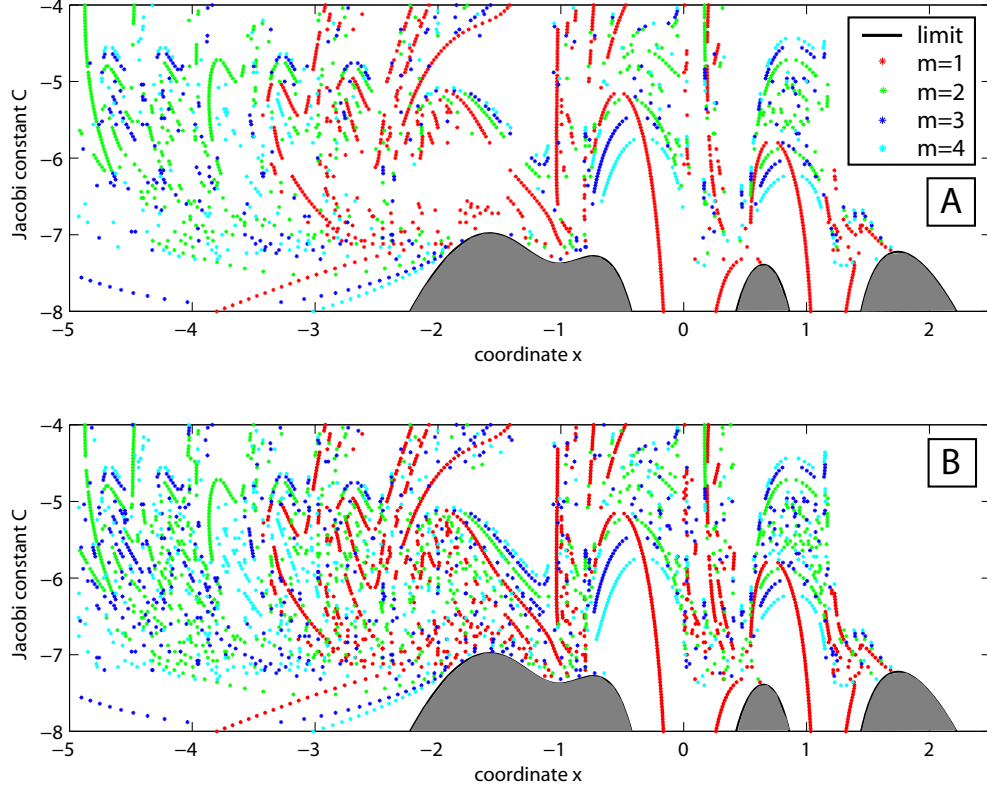 −4
−5
−6
−7
−8
Jacobi constant C
limit
m=1
m=2
m=3
m=4
A
−5 −4 −3 −2 −1 0 1 2
coordinate x
−4
−5
−6
−7
−8
Jacobi constant C
B
−5 −4 −3 −2 −1 0 1 2
coordinate x